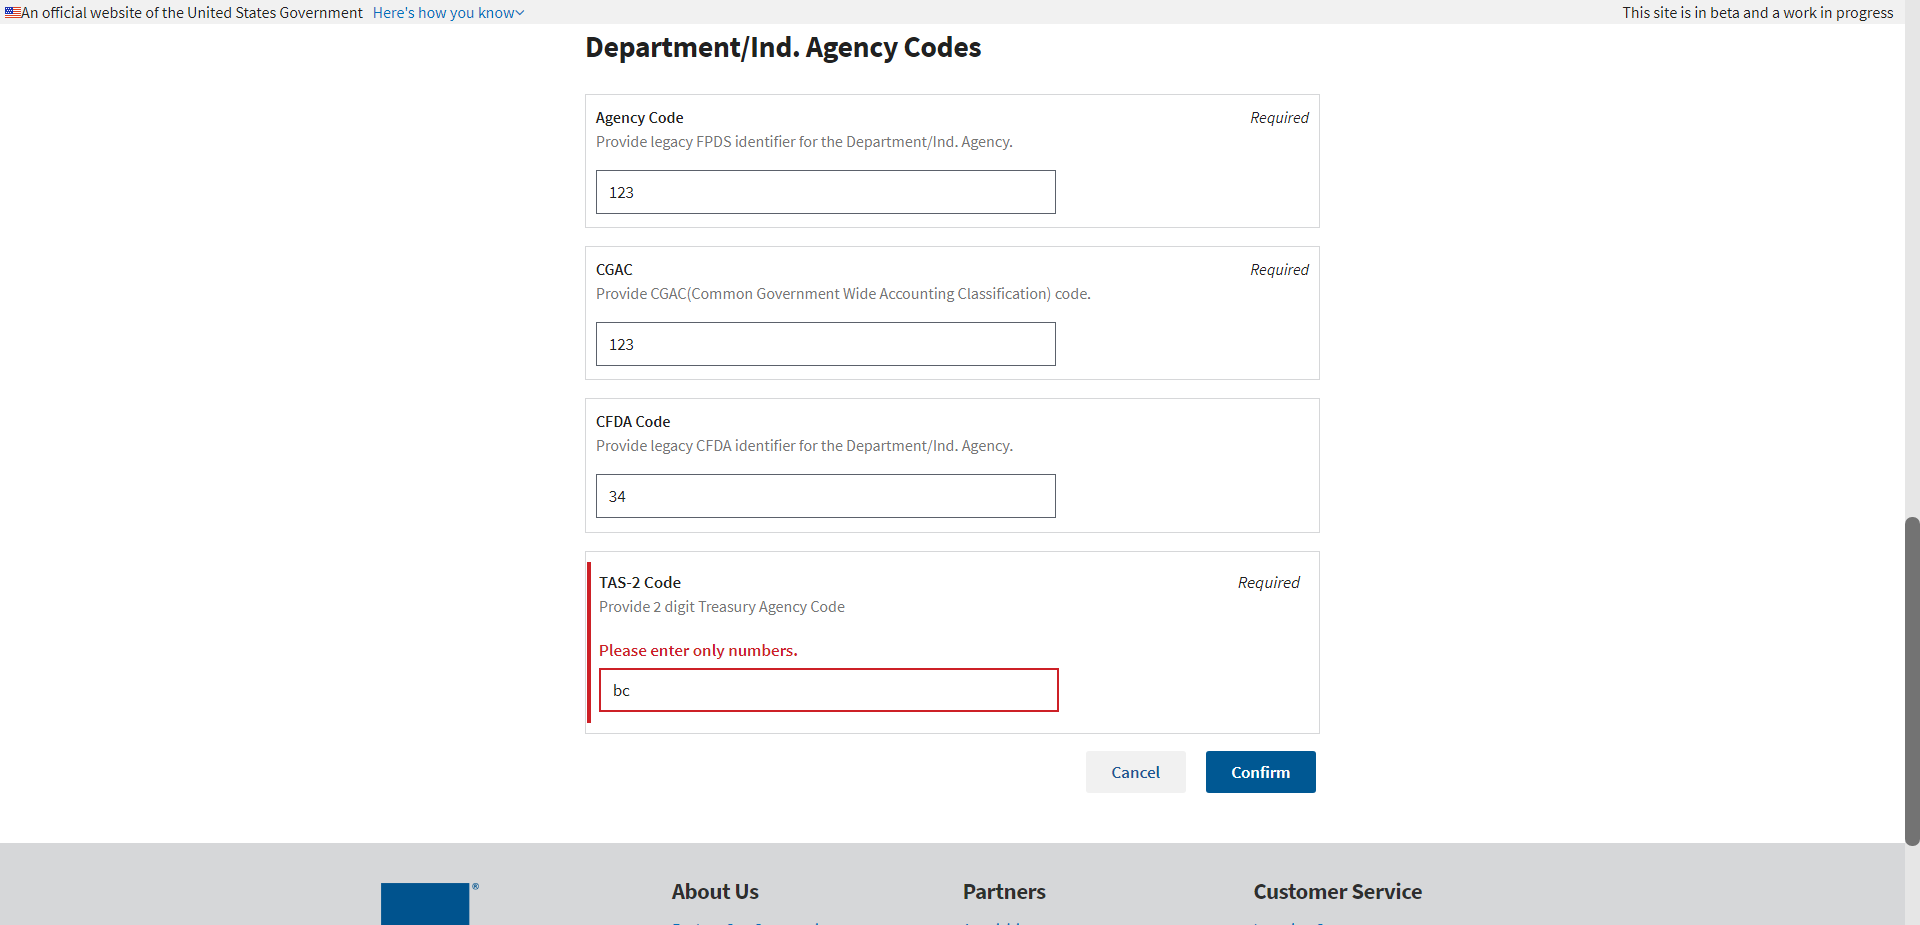 An official website of the United States Government Here's how you know
This site is in beta and a work in progress
Department/Ind. Agency Codes
Agency Code
Required
Provide legacy FPDS identifier for the Department/Ind. Agency.
123
CGAC
Required
Provide CGAC(Common Government Wide Accounting Classification) code.
123
CFDA Code
Provide legacy CFDA identifier for the Department/Ind. Agency.
34
TAS-2 Code
Required
Provide 2 digit Treasury Agency Code
Please enter only numbers.
bc
Cancel
Confirm
®
About Us
Partners
Customer Service